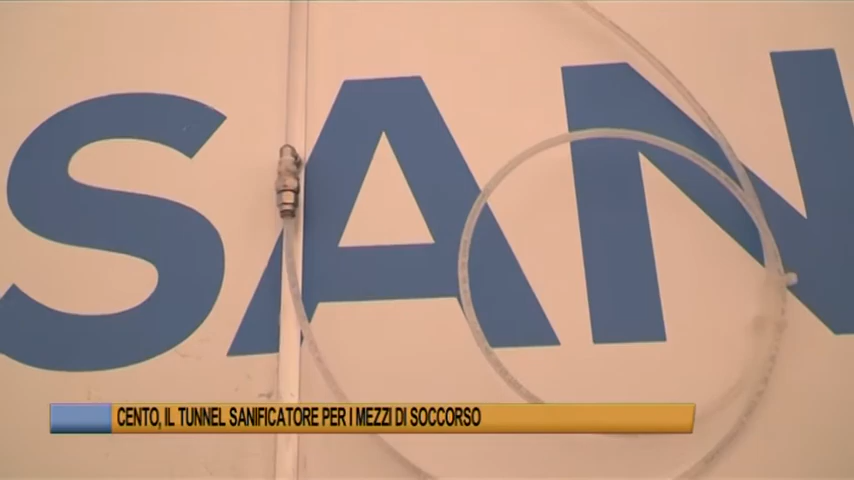 SAN
CENTO, IL TUNNEL SANIFICATORE PER I MEZZI DI SOCCORSO